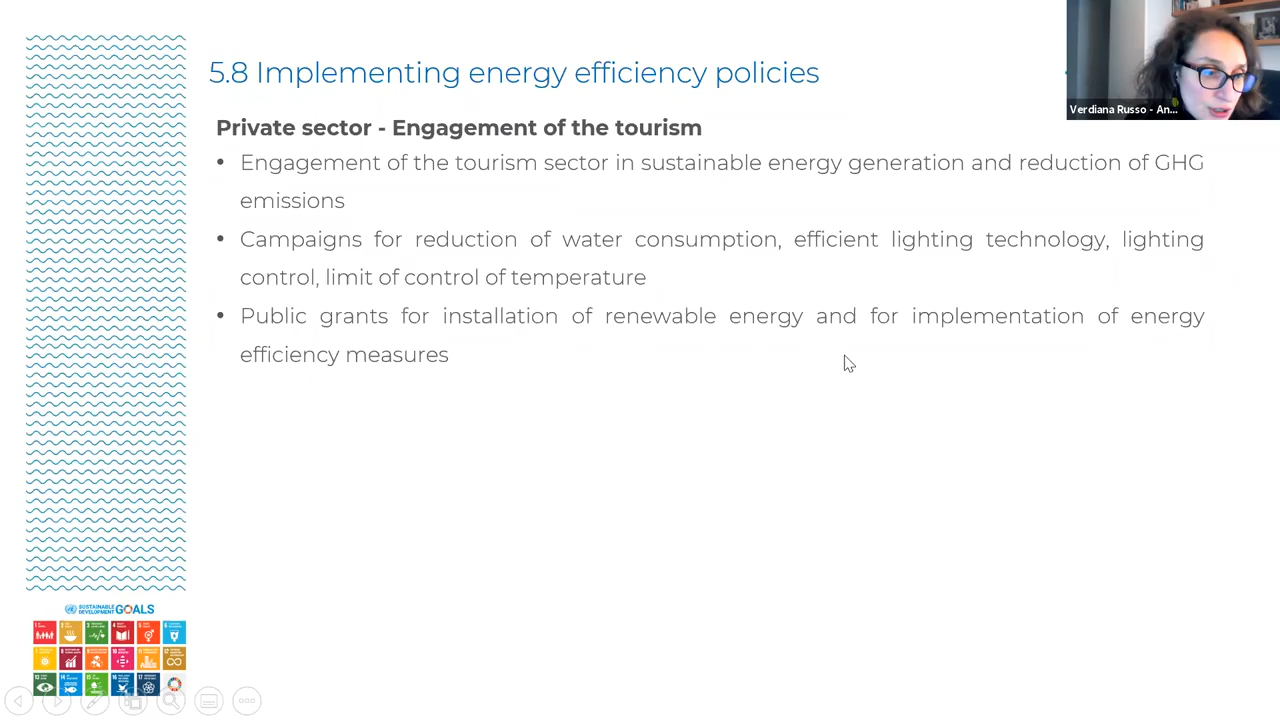 5.8 Implementing energy efficiency policies
Verdiana Russo - An...
Private sector - Engagement of the tourism
• Engagement of the tourism sector in sustainable energy generation and reduction of GHG
emissions
• Campaigns for reduction of water consumption, efficient lighting technology, lighting
control, limit of control of temperature
• Public grants for installation of renewable energy and for implementation of energy
efficiency measures
SUSTAINABLE
DEVELOPMENT GOALS